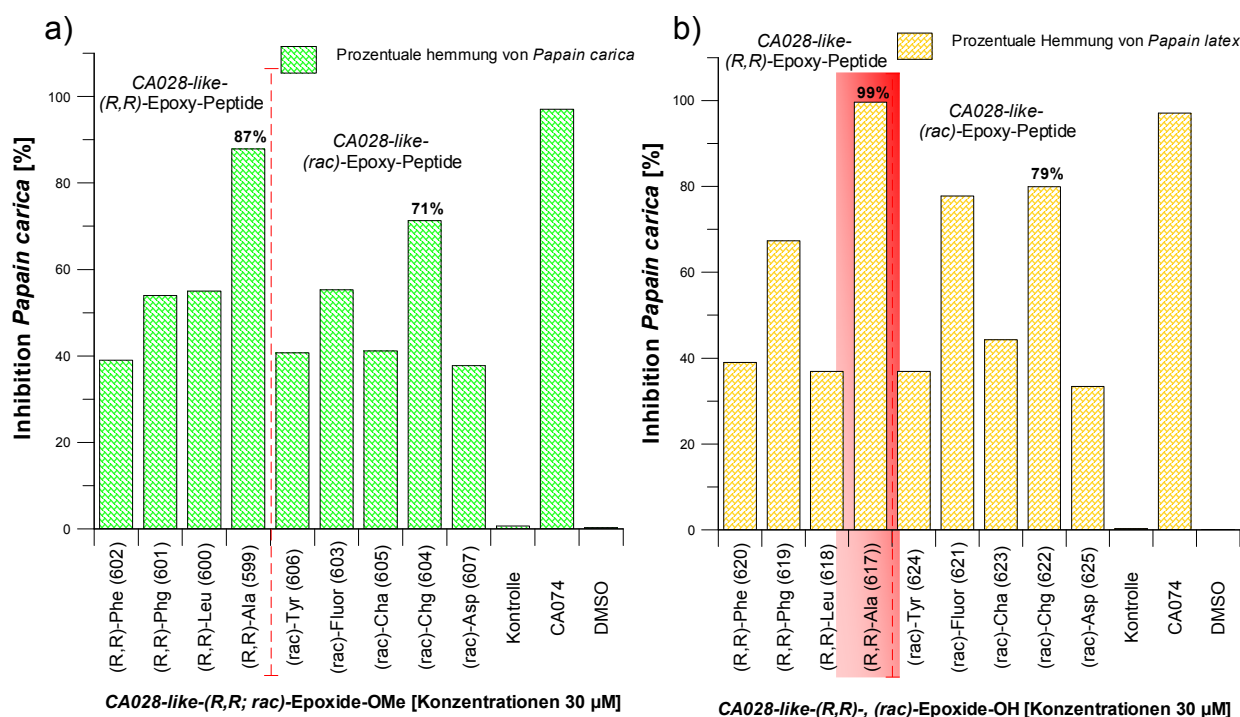 a)
Prozentuale hemmung von Papain carica
CA028-like-
(R,R)-Epoxy-Peptide
CA028-like-
(rac)-Epoxy-Peptide
87%
71%
Inhibition Papain carica [%]
100
80
60
40
20
0
(R,R)-Phe (602)
(R,R)-Phg (601)
(R,R)-Leu (600)
(R,R)-Ala (599)
(rac)-Tyr (606)
(rac)-Fluor (603)
(rac)-Cha (605)
(rac)-Chg (604)
(rac)-Asp (607)
Kontrolle
CA074
DMSO
CA028-like-(R,R; rac)-Epoxide-OMe [Konzentrationen 30 µM]
b)
Prozentuale Hemmung von Papain latex
CA028-like-
(R,R)-Epoxy-Peptide
CA028-like-
(rac)-Epoxy-Peptide
99%
79%
Inhibition Papain carica [%]
100
80
60
40
20
0
(R,R)-Phe (620)
(R,R)-Phg (619)
(R,R)-Leu (618)
(R,R)-Ala (617))
(rac)-Tyr (624)
(rac)-Fluor (621)
(rac)-Cha (623)
(rac)-Chg (622)
(rac)-Asp (625)
Kontrolle
CA074
DMSO
CA028-like-(R,R)-, (rac)-Epoxide-OH [Konzentrationen 30 µM]